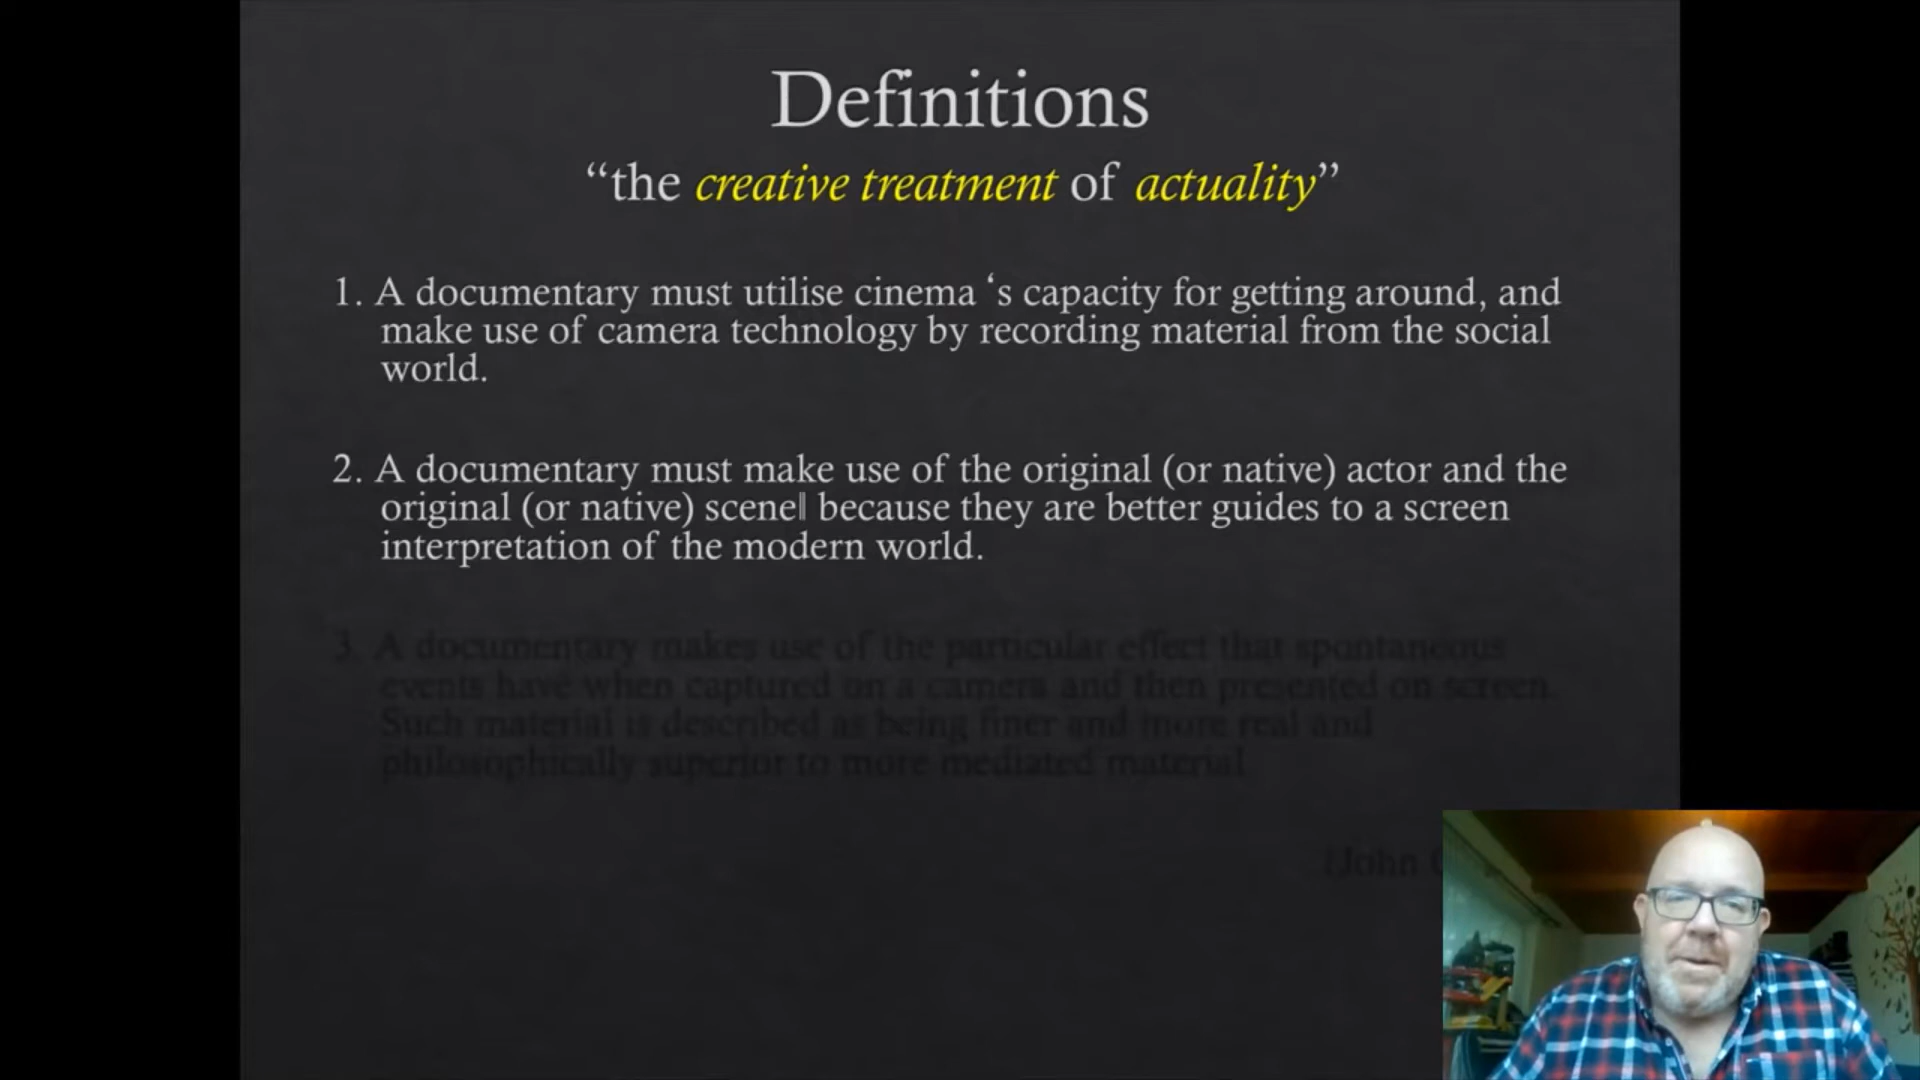 Definitions
“the creative treatment of actuality”
1. A documentary must utilise cinema ‘s capacity for getting around, and
make use of camera technology by recording material from the social
world.
2. A documentary must make use of the original (or native) actor and the
original (or native) scene‖ because they are better guides to a screen
interpretation of the modern world.
3. A documentary makes use of the particular effect that spontaneous
events have when captured on a camera and then presented on screen.
Such material is described as being finer and more real and
philosophically superior to more mediated material
(John